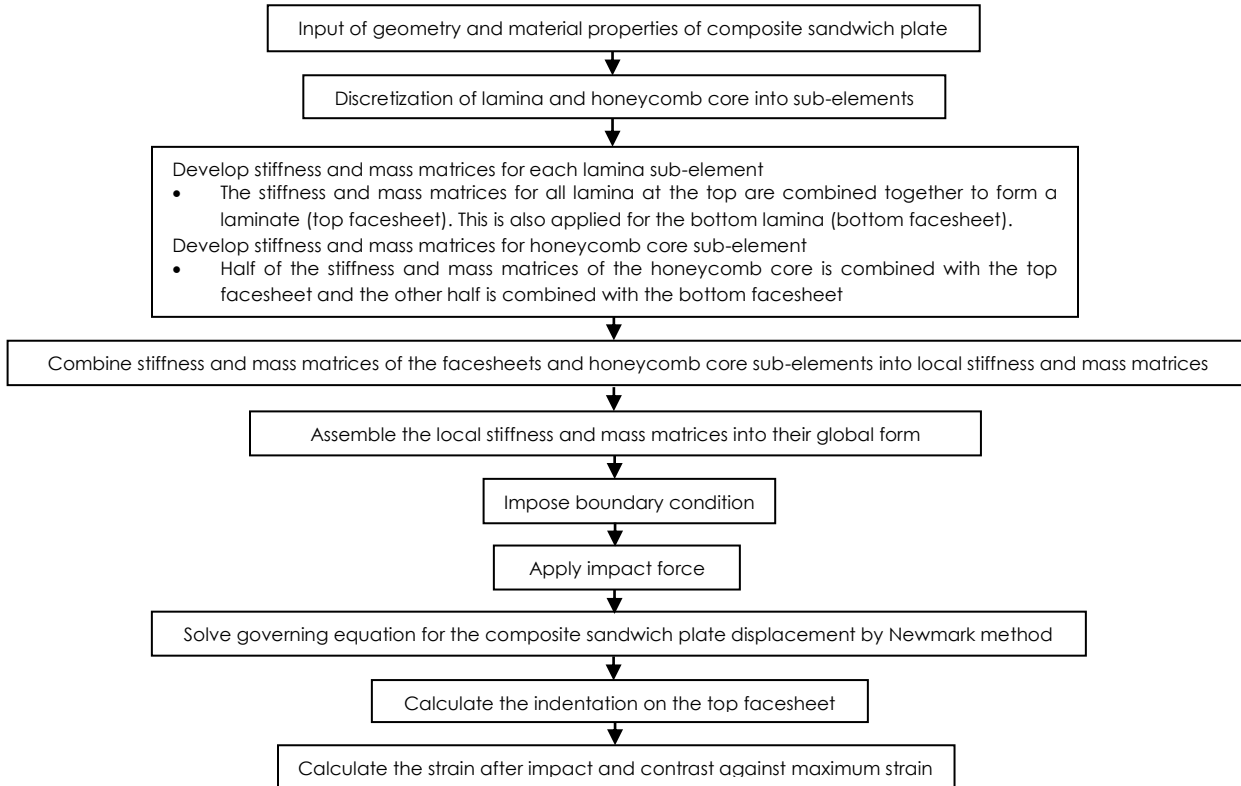 Input of geometry and material properties of composite sandwich plate
Discretization of lamina and honeycomb core into sub-elements
Develop stiffness and mass matrices for each lamina sub-element
• The stiffness and mass matrices for all lamina at the top are combined together to form a
laminate (top facesheet). This is also applied for the bottom lamina (bottom facesheet).
Develop stiffness and mass matrices for honeycomb core sub-element
• Half of the stiffness and mass matrices of the honeycomb core is combined with the top
facesheet and the other half is combined with the bottom facesheet
Combine stiffness and mass matrices of the facesheets and honeycomb core sub-elements into local stiffness and mass matrices
Assemble the local stiffness and mass matrices into their global form
Impose boundary condition
Apply impact force
Solve governing equation for the composite sandwich plate displacement by Newmark method
Calculate the indentation on the top facesheet
Calculate the strain after impact and contrast against maximum strain